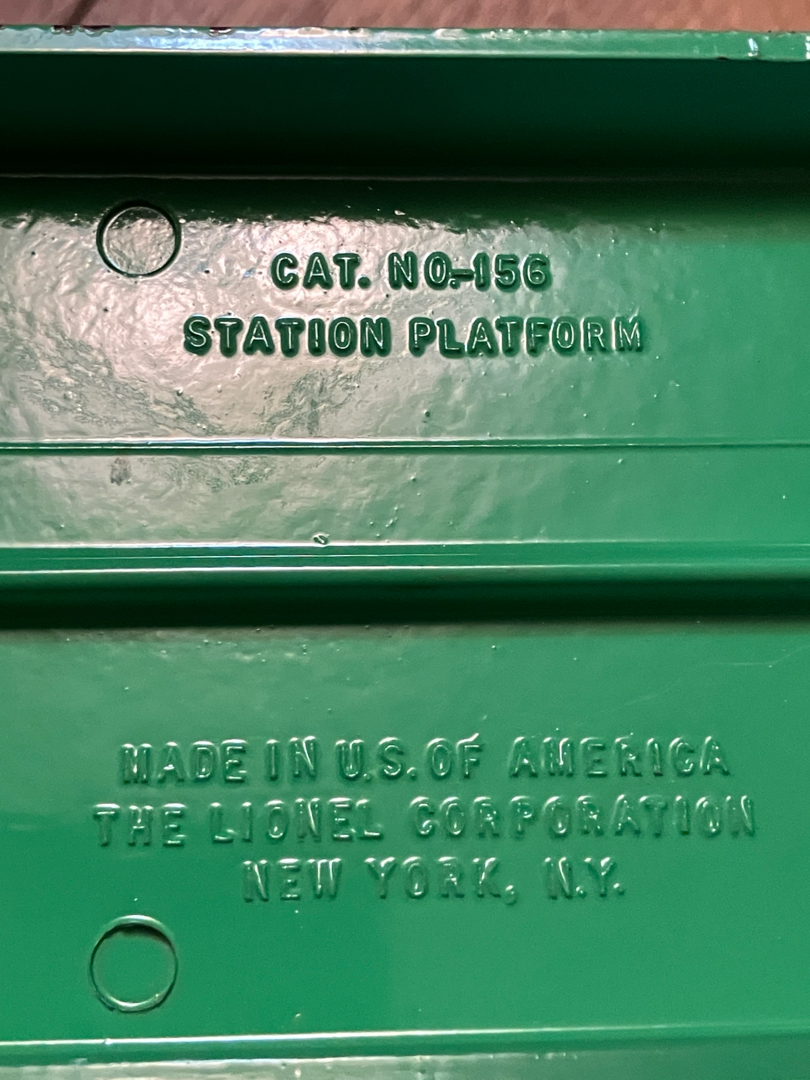 CAT. NO.-156
STATION PLATFORM
MADE IN U.S. OF AMERICA
THE LIONEL CORPORATION
NEW YORK, N.Y.